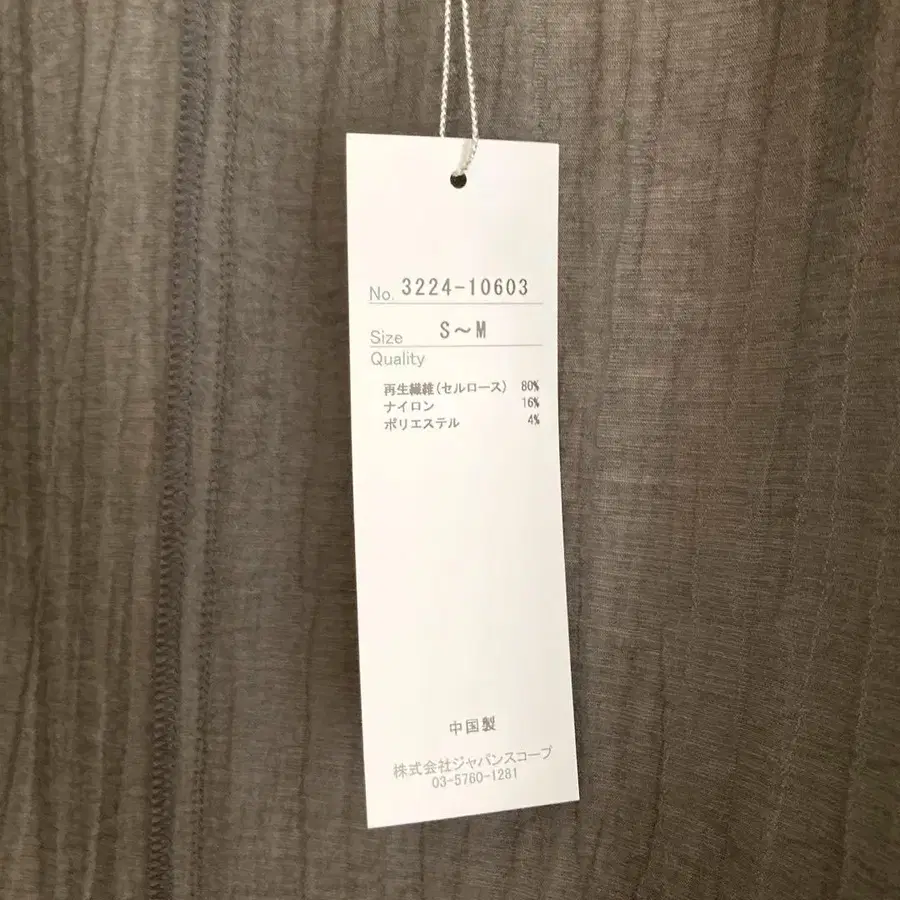 No. 3224-10603
Size S〜M
Quality
再生繊維(セルロース) 80%
ナイロン 16%
ポリエステル 4%
中国製
株式会社ジャパンスコープ
03-5760-1281